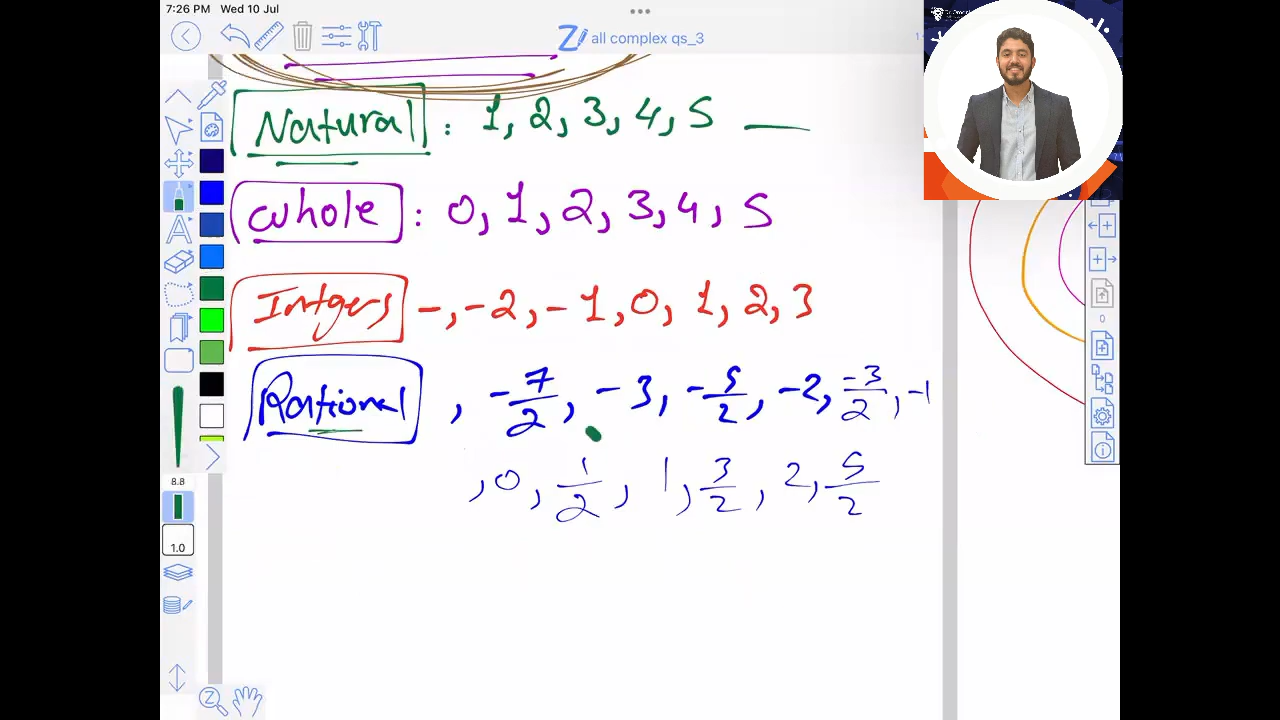 7:26 PM Wed 10 Jul
all complex qs_3
Natural : 1, 2, 3, 4, 5 —
whole : 0, 1, 2, 3, 4, 5
Intgers -, -2, -1, 0, 1, 2, 3
Rational , -7/2, -3, -5/2, -2, -3/2, -1
, 0, 1/2, 1, 3/2, 2, 5/2
8.8
1.0